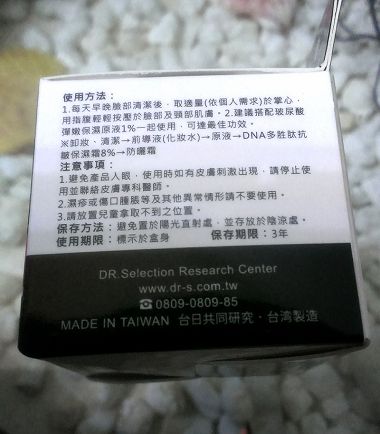 使用方法：
1.每天早晚臉部清潔後，取適量(依個人需求)於掌心，
用指腹輕輕按壓於臉部及頸部肌膚。2.建議搭配玻尿酸
彈嫩保濕原液1%一起使用，可達最佳功效。
※卸妝、清潔→前導液(化妝水)→原液→DNA多胜肽抗
皺保濕霜8%→防曬霜
注意事項：
1.避免產品入眼，使用時如有皮膚刺激出現，請停止使
用並聯絡皮膚專科醫師。
2.濕疹或傷口腫脹等及其他異常情形請不要使用。
3.請放置兒童拿取不到之位置。
保存方法：避免置於陽光直射處，並存放於陰涼處。
使用期限：標示於盒身 保存期限：3年
DR.Selection Research Center
www.dr-s.com.tw
☎0809-0809-85
MADE IN TAIWAN 台日共同研究・台湾製造